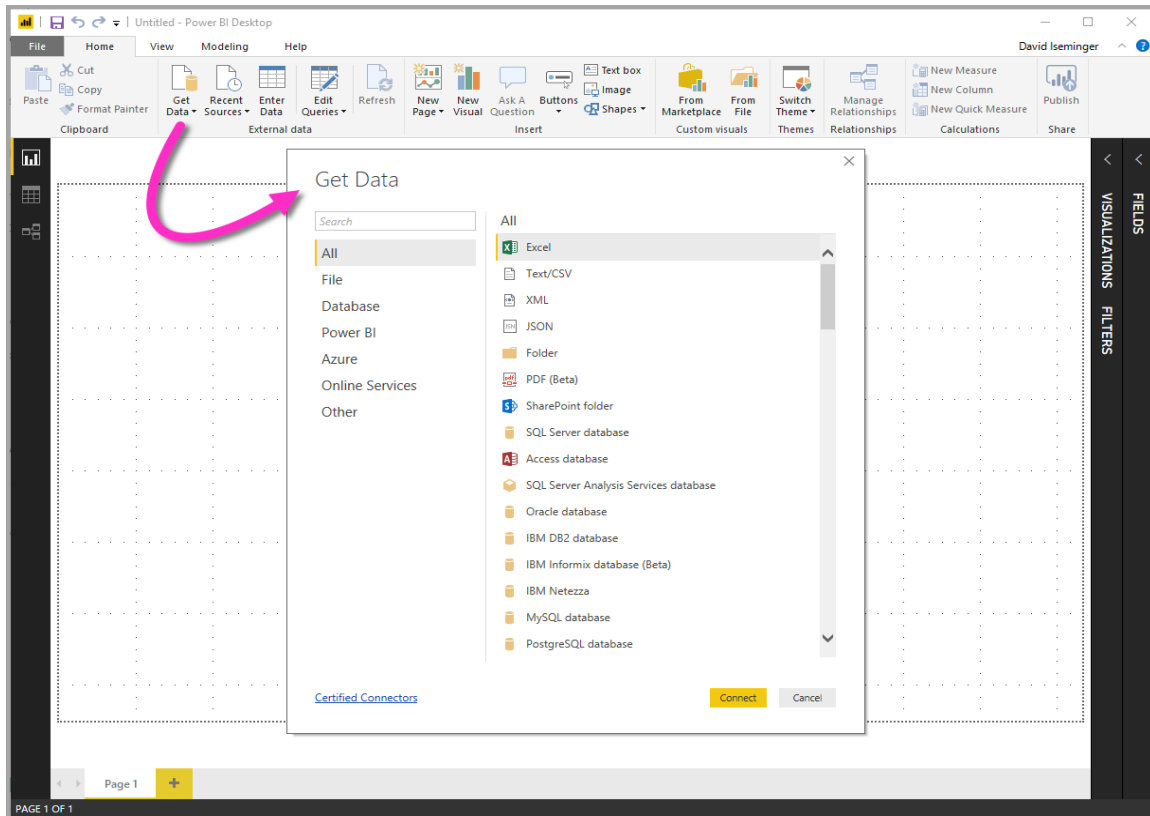 Untitled - Power BI Desktop
File Home View Modeling Help David Iseminger
Paste
Cut
Copy
Format Painter
Clipboard
Get Data
Recent Sources
Enter Data
Edit Queries
Refresh
External data
New Page
New Visual
Ask A Question
Buttons
Text box
Image
Shapes
Insert
From Marketplace
From File
Custom visuals
Switch Theme
Themes
Manage Relationships
Relationships
New Measure
New Column
New Quick Measure
Calculations
Publish
Share
Get Data
Search
All
File
Database
Power BI
Azure
Online Services
Other
All
Excel
Text/CSV
XML
JSON
Folder
PDF (Beta)
SharePoint folder
SQL Server database
Access database
SQL Server Analysis Services database
Oracle database
IBM DB2 database
IBM Informix database (Beta)
IBM Netezza
MySQL database
PostgreSQL database
Certified Connectors
Connect
Cancel
VISUALIZATIONS
FILTERS
FIELDS
Page 1
PAGE 1 OF 1